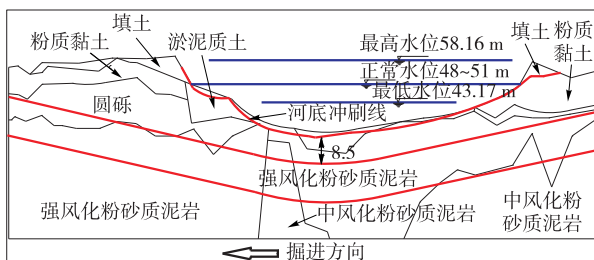 填土
粉质黏土
淤泥质土
最高水位58.16 m
正常水位48~51 m
最低水位43.17 m
填土
粉质
黏土
圆砾
河底冲刷线
8.5
强风化粉砂质泥岩
强风化粉砂质泥岩
中风化粉砂质泥岩
中风化粉
砂质泥岩
掘进方向